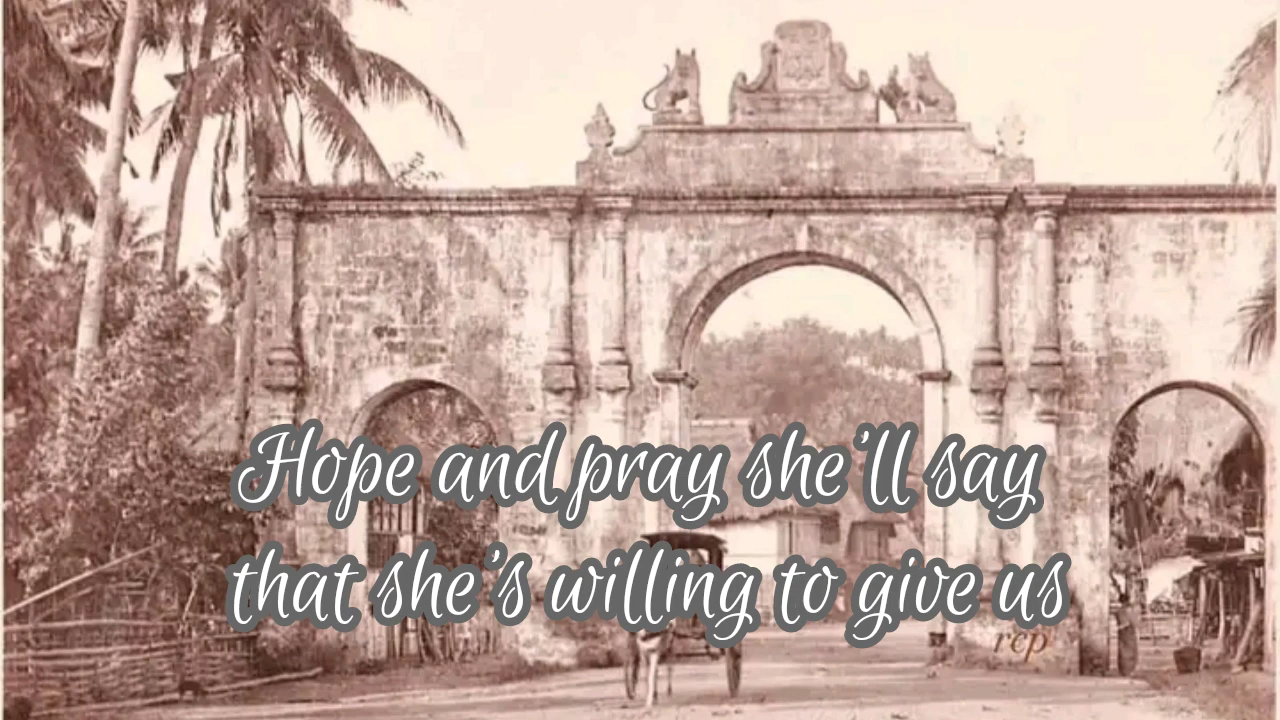 Hope and pray she'll say
that she's willing to give us
rcp